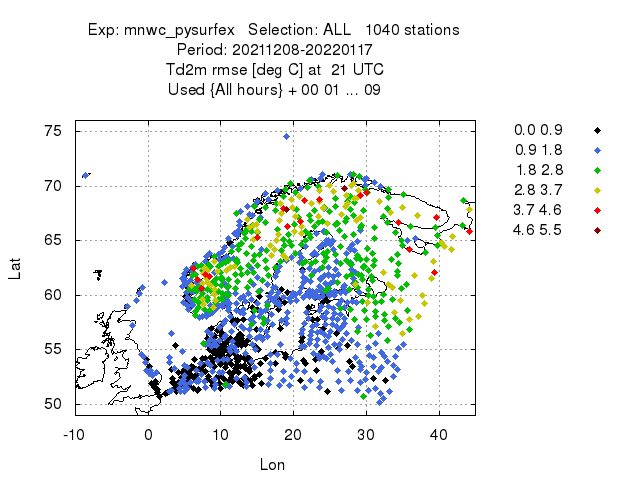 Exp: mnwc_pysurfex   Selection: ALL   1040 stations
Period: 20211208-20220117
Td2m rmse [deg C] at  21 UTC
Used {All hours} + 00 01 ... 09
0.0 0.9
0.9 1.8
1.8 2.8
2.8 3.7
3.7 4.6
4.6 5.5
Lat
75
70
65
60
55
50
-10 0 10 20 30 40
Lon